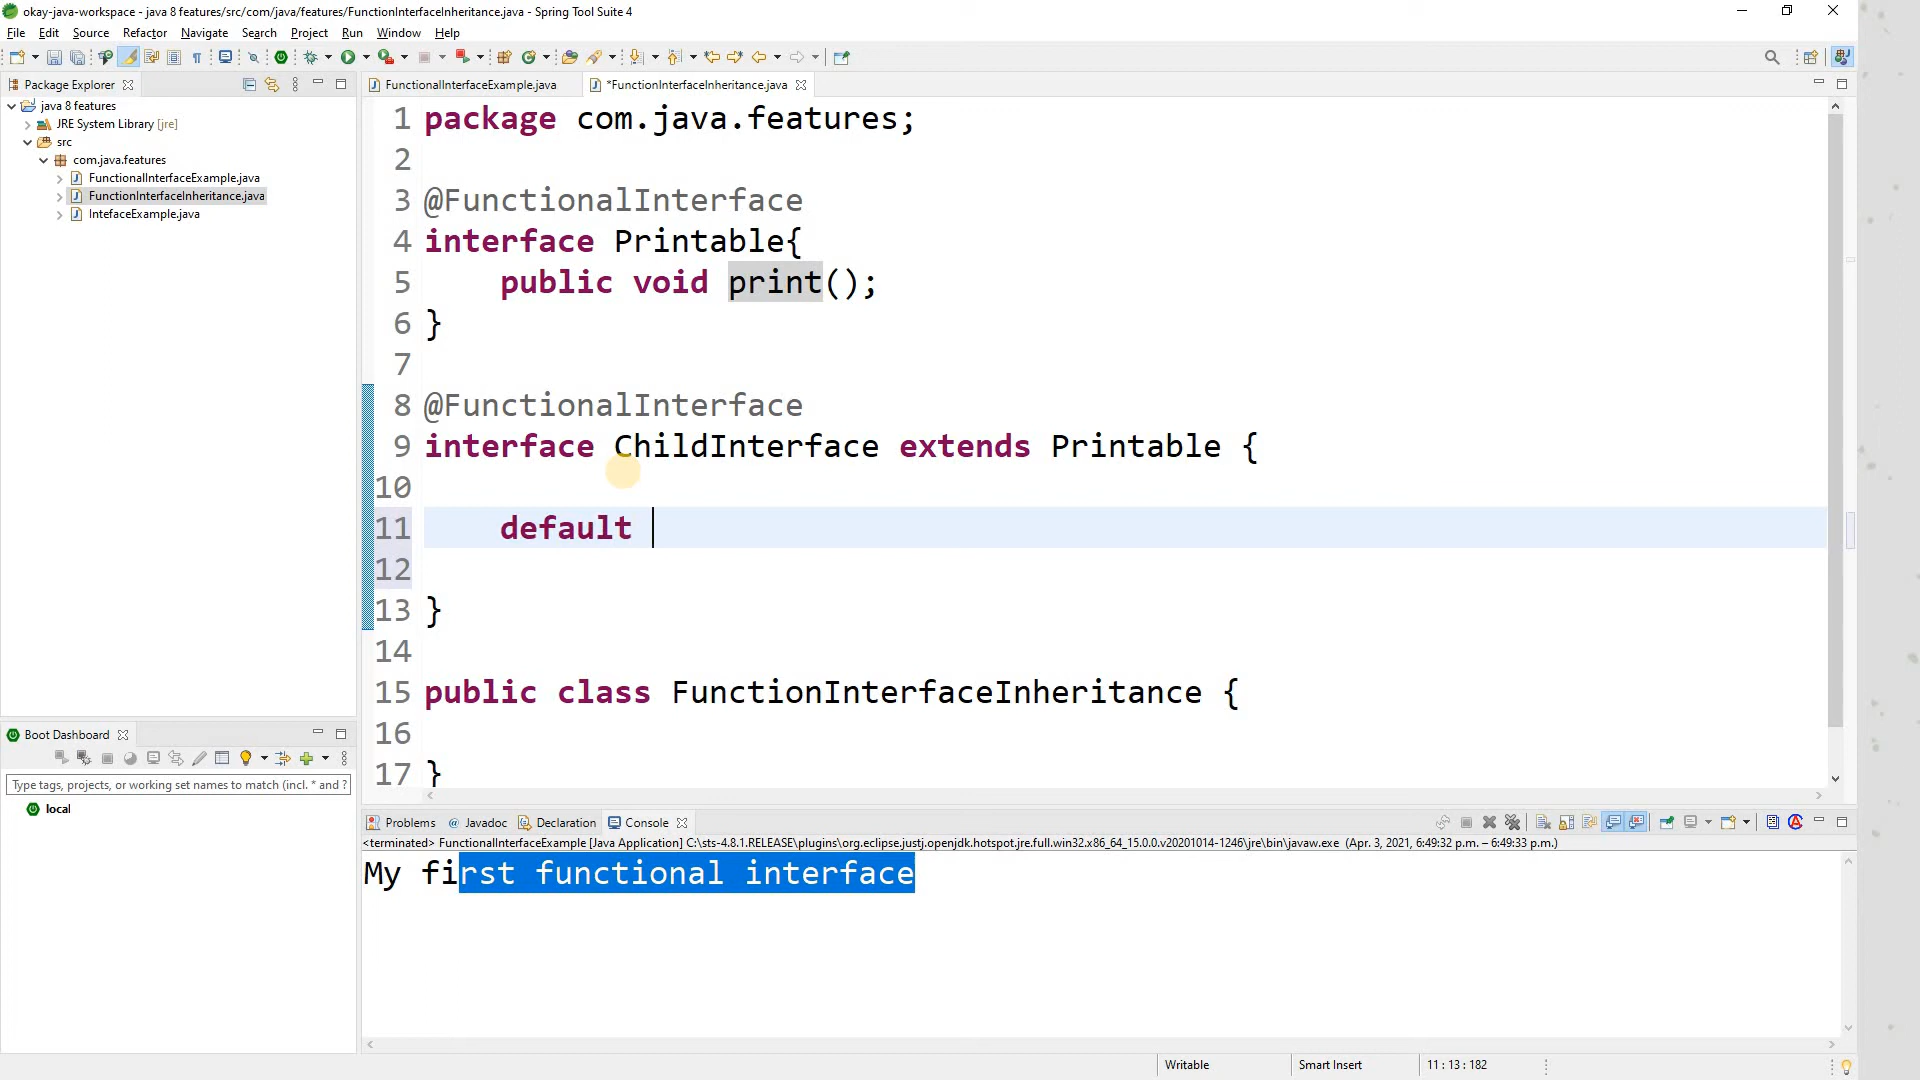 okay-java-workspace - java 8 features/src/com/java/features/FunctionInterfaceInheritance.java - Spring Tool Suite 4
File Edit Source Refactor Navigate Search Project Run Window Help
Package Explorer
java 8 features
JRE System Library [jre]
src
com.java.features
FunctionalInterfaceExample.java
FunctionInterfaceInheritance.java
IntefaceExample.java
FunctionalInterfaceExample.java *FunctionInterfaceInheritance.java
1 package com.java.features;
2
3 @FunctionalInterface
4 interface Printable{
5 public void print();
6 }
7
8 @FunctionalInterface
9 interface ChildInterface extends Printable {
10
11 default
12
13 }
14
15 public class FunctionInterfaceInheritance {
16
17 }
Boot Dashboard
Type tags, projects, or working set names to match (incl. * and ?
local
Problems @ Javadoc Declaration Console
<terminated> FunctionalInterfaceExample [Java Application] C:\sts-4.8.1.RELEASE\plugins\org.eclipse.justj.openjdk.hotspot.jre.full.win32.x86_64_15.0.0.v20201014-1246\jre\bin\javaw.exe (Apr. 3, 2021, 6:49:32 p.m. – 6:49:33 p.m.)
My first functional interface
Writable Smart Insert 11 : 13 : 182